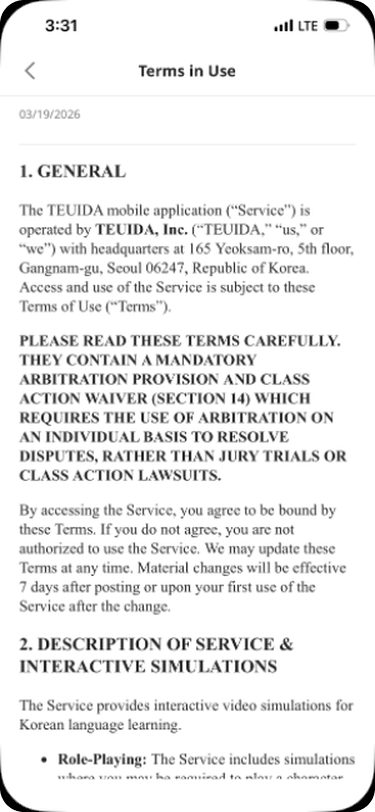 3:31
LTE
Terms in Use
03/19/2026
1. GENERAL
The TEUIDA mobile application (“Service”) is
operated by TEUIDA, Inc. (“TEUIDA,” “us,” or
“we”) with headquarters at 165 Yeoksam-ro, 5th floor,
Gangnam-gu, Seoul 06247, Republic of Korea.
Access and use of the Service is subject to these
Terms of Use (“Terms”).
PLEASE READ THESE TERMS CAREFULLY.
THEY CONTAIN A MANDATORY
ARBITRATION PROVISION AND CLASS
ACTION WAIVER (SECTION 14) WHICH
REQUIRES THE USE OF ARBITRATION ON
AN INDIVIDUAL BASIS TO RESOLVE
DISPUTES, RATHER THAN JURY TRIALS OR
CLASS ACTION LAWSUITS.
By accessing the Service, you agree to be bound by
these Terms. If you do not agree, you are not
authorized to use the Service. We may update these
Terms at any time. Material changes will be effective
7 days after posting or upon your first use of the
Service after the change.
2. DESCRIPTION OF SERVICE &
INTERACTIVE SIMULATIONS
The Service provides interactive video simulations for
Korean language learning.
• Role-Playing: The Service includes simulations
where you may be required to play a character